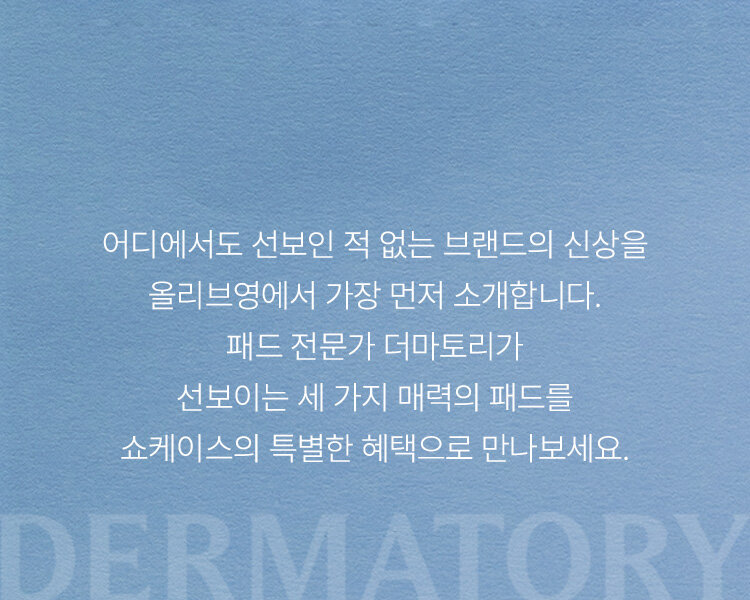 어디에서도 선보인 적 없는 브랜드의 신상을
올리브영에서 가장 먼저 소개합니다.
패드 전문가 더마토리가
선보이는 세 가지 매력의 패드를
쇼케이스의 특별한 혜택으로 만나보세요.
DERMATORY